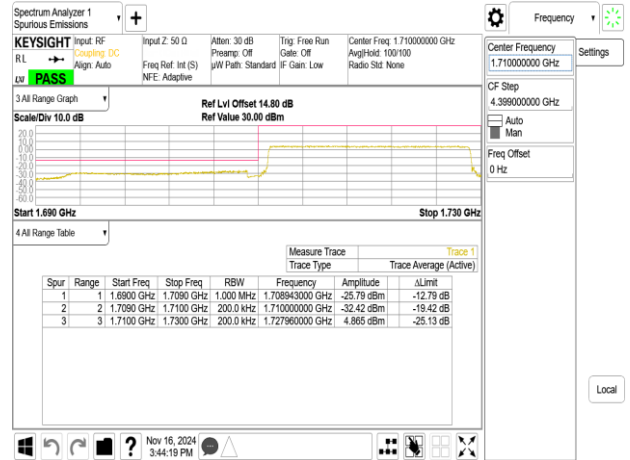 Spectrum Analyzer 1
Spurious Emissions
Frequency
KEYSIGHT
RL
LXI
PASS
Input: RF
Coupling: DC
Align: Auto
Input Z: 50 Ω
Freq Ref: Int (S)
NFE: Adaptive
Atten: 30 dB
Preamp: Off
µW Path: Standard
Trig: Free Run
Gate: Off
IF Gain: Low
Center Freq: 1.710000000 GHz
Avg|Hold: 100/100
Radio Std: None
Center Frequency
1.710000000 GHz
Settings
CF Step
4.399000000 GHz
Auto
Man
Freq Offset
0 Hz
3 All Range Graph
Scale/Div 10.0 dB
Ref Lvl Offset 14.80 dB
Ref Value 30.00 dBm
20.0
10.0
0.00
-10.0
-20.0
-30.0
-40.0
-50.0
-60.0
Start 1.690 GHz
Stop 1.730 GHz
4 All Range Table
Measure Trace Trace 1
Trace Type Trace Average (Active)
Spur Range Start Freq Stop Freq RBW Frequency Amplitude ΔLimit
1 1 1.6900 GHz 1.7090 GHz 1.000 MHz 1.708943000 GHz -25.79 dBm -12.79 dB
2 2 1.7090 GHz 1.7100 GHz 200.0 kHz 1.710000000 GHz -32.42 dBm -19.42 dB
3 3 1.7100 GHz 1.7300 GHz 200.0 kHz 1.727960000 GHz 4.865 dBm -25.13 dB
Local
Nov 16, 2024
3:44:19 PM